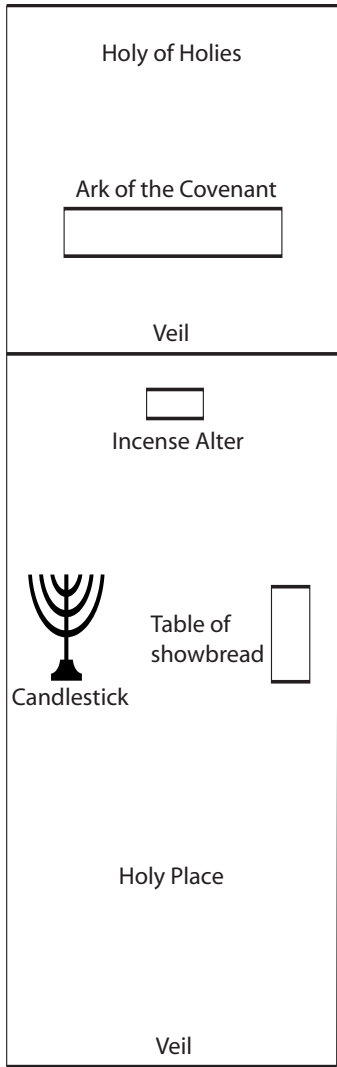 Holy of Holies
Ark of the Covenant
Veil
Incense Alter
Table of
showbread
Candlestick
Holy Place
Veil